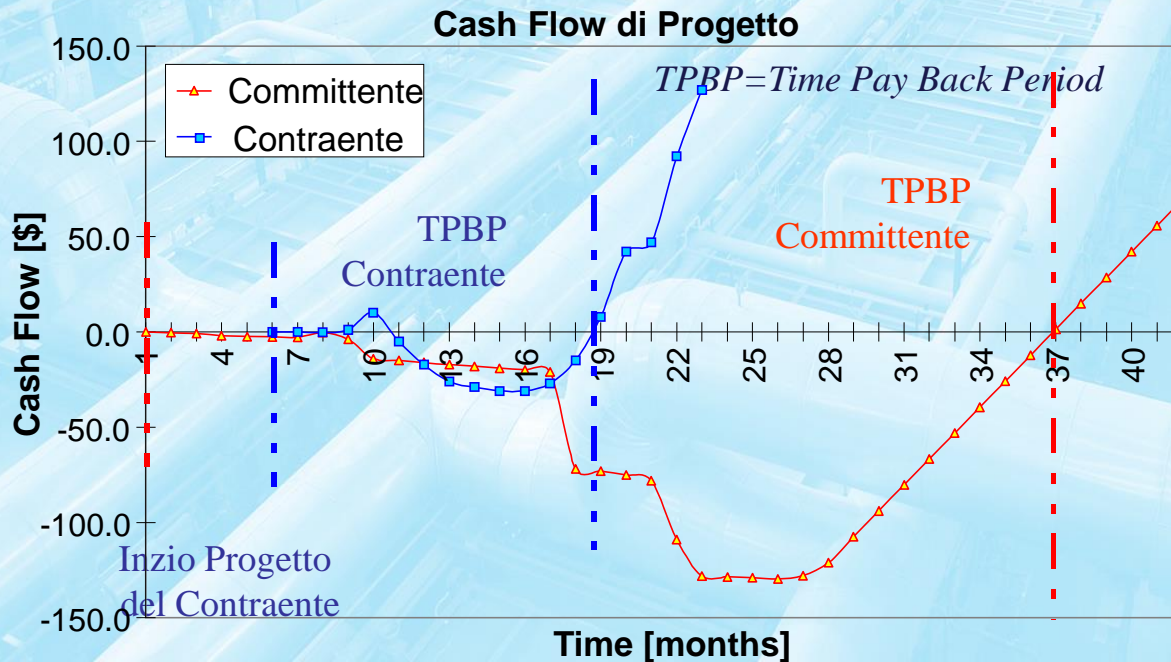 Cash Flow di Progetto
150.0
100.0
50.0
0.0
-50.0
-100.0
-150.0
Cash Flow [$]
Committente
Contraente
TPBP=Time Pay Back Period
TPBP
Contraente
TPBP
Committente
1
4
7
10
13
16
19
22
25
28
31
34
37
40
Inzio Progetto
del Contraente
Time [months]